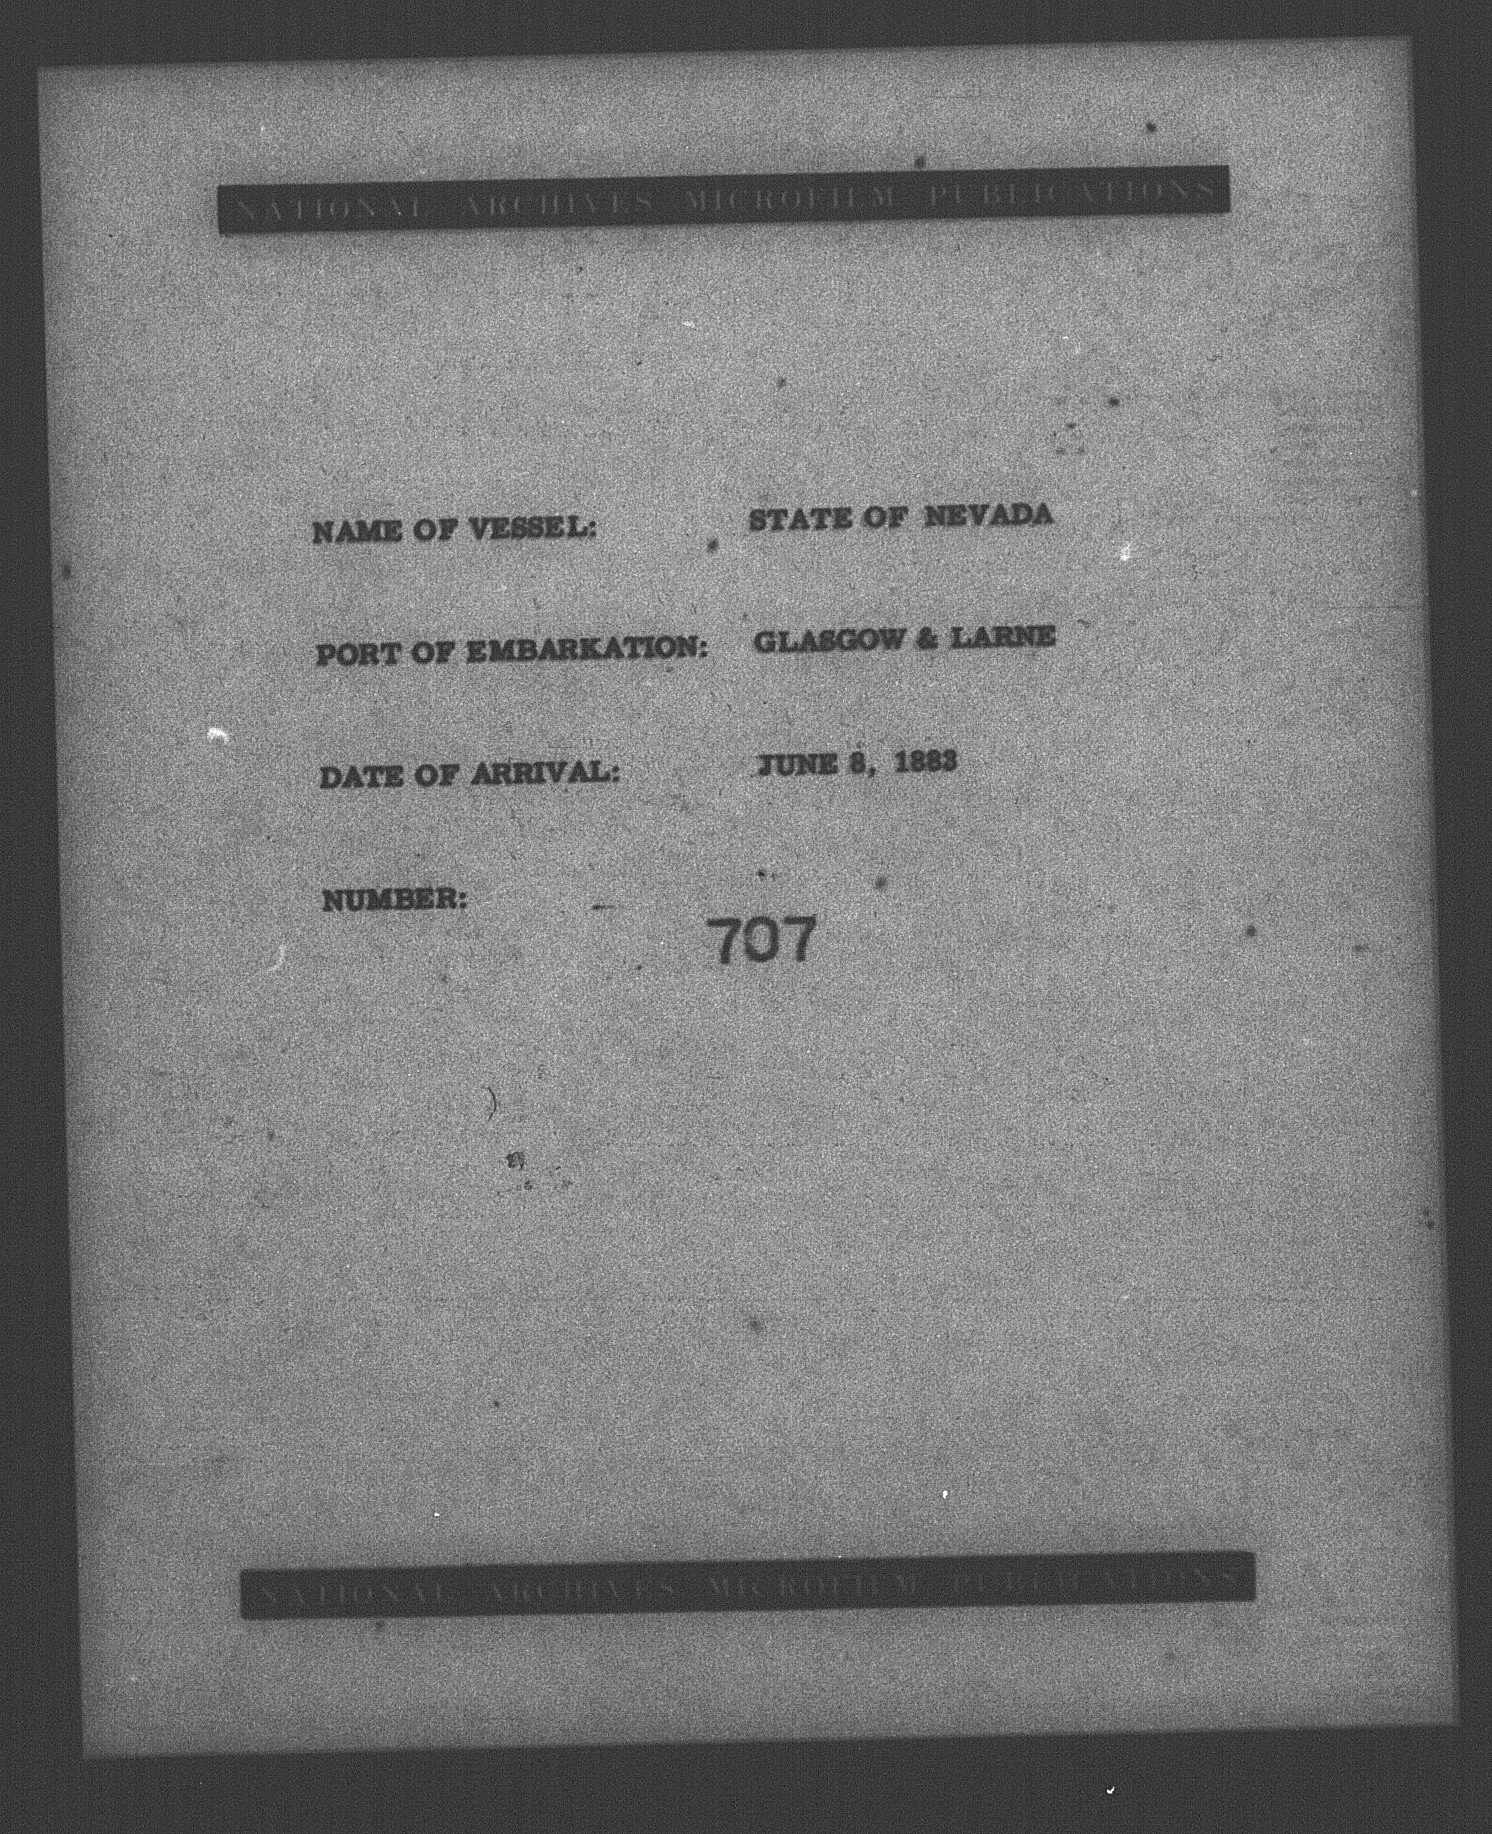 NATIONAL ARCHIVES MICROFILM PUBLICATIONS
NAME OF VESSEL: STATE OF NEVADA
PORT OF EMBARKATION: GLASGOW & LARNE
DATE OF ARRIVAL: JUNE 8, 1883
NUMBER: 707
NATIONAL ARCHIVES MICROFILM PUBLICATIONS